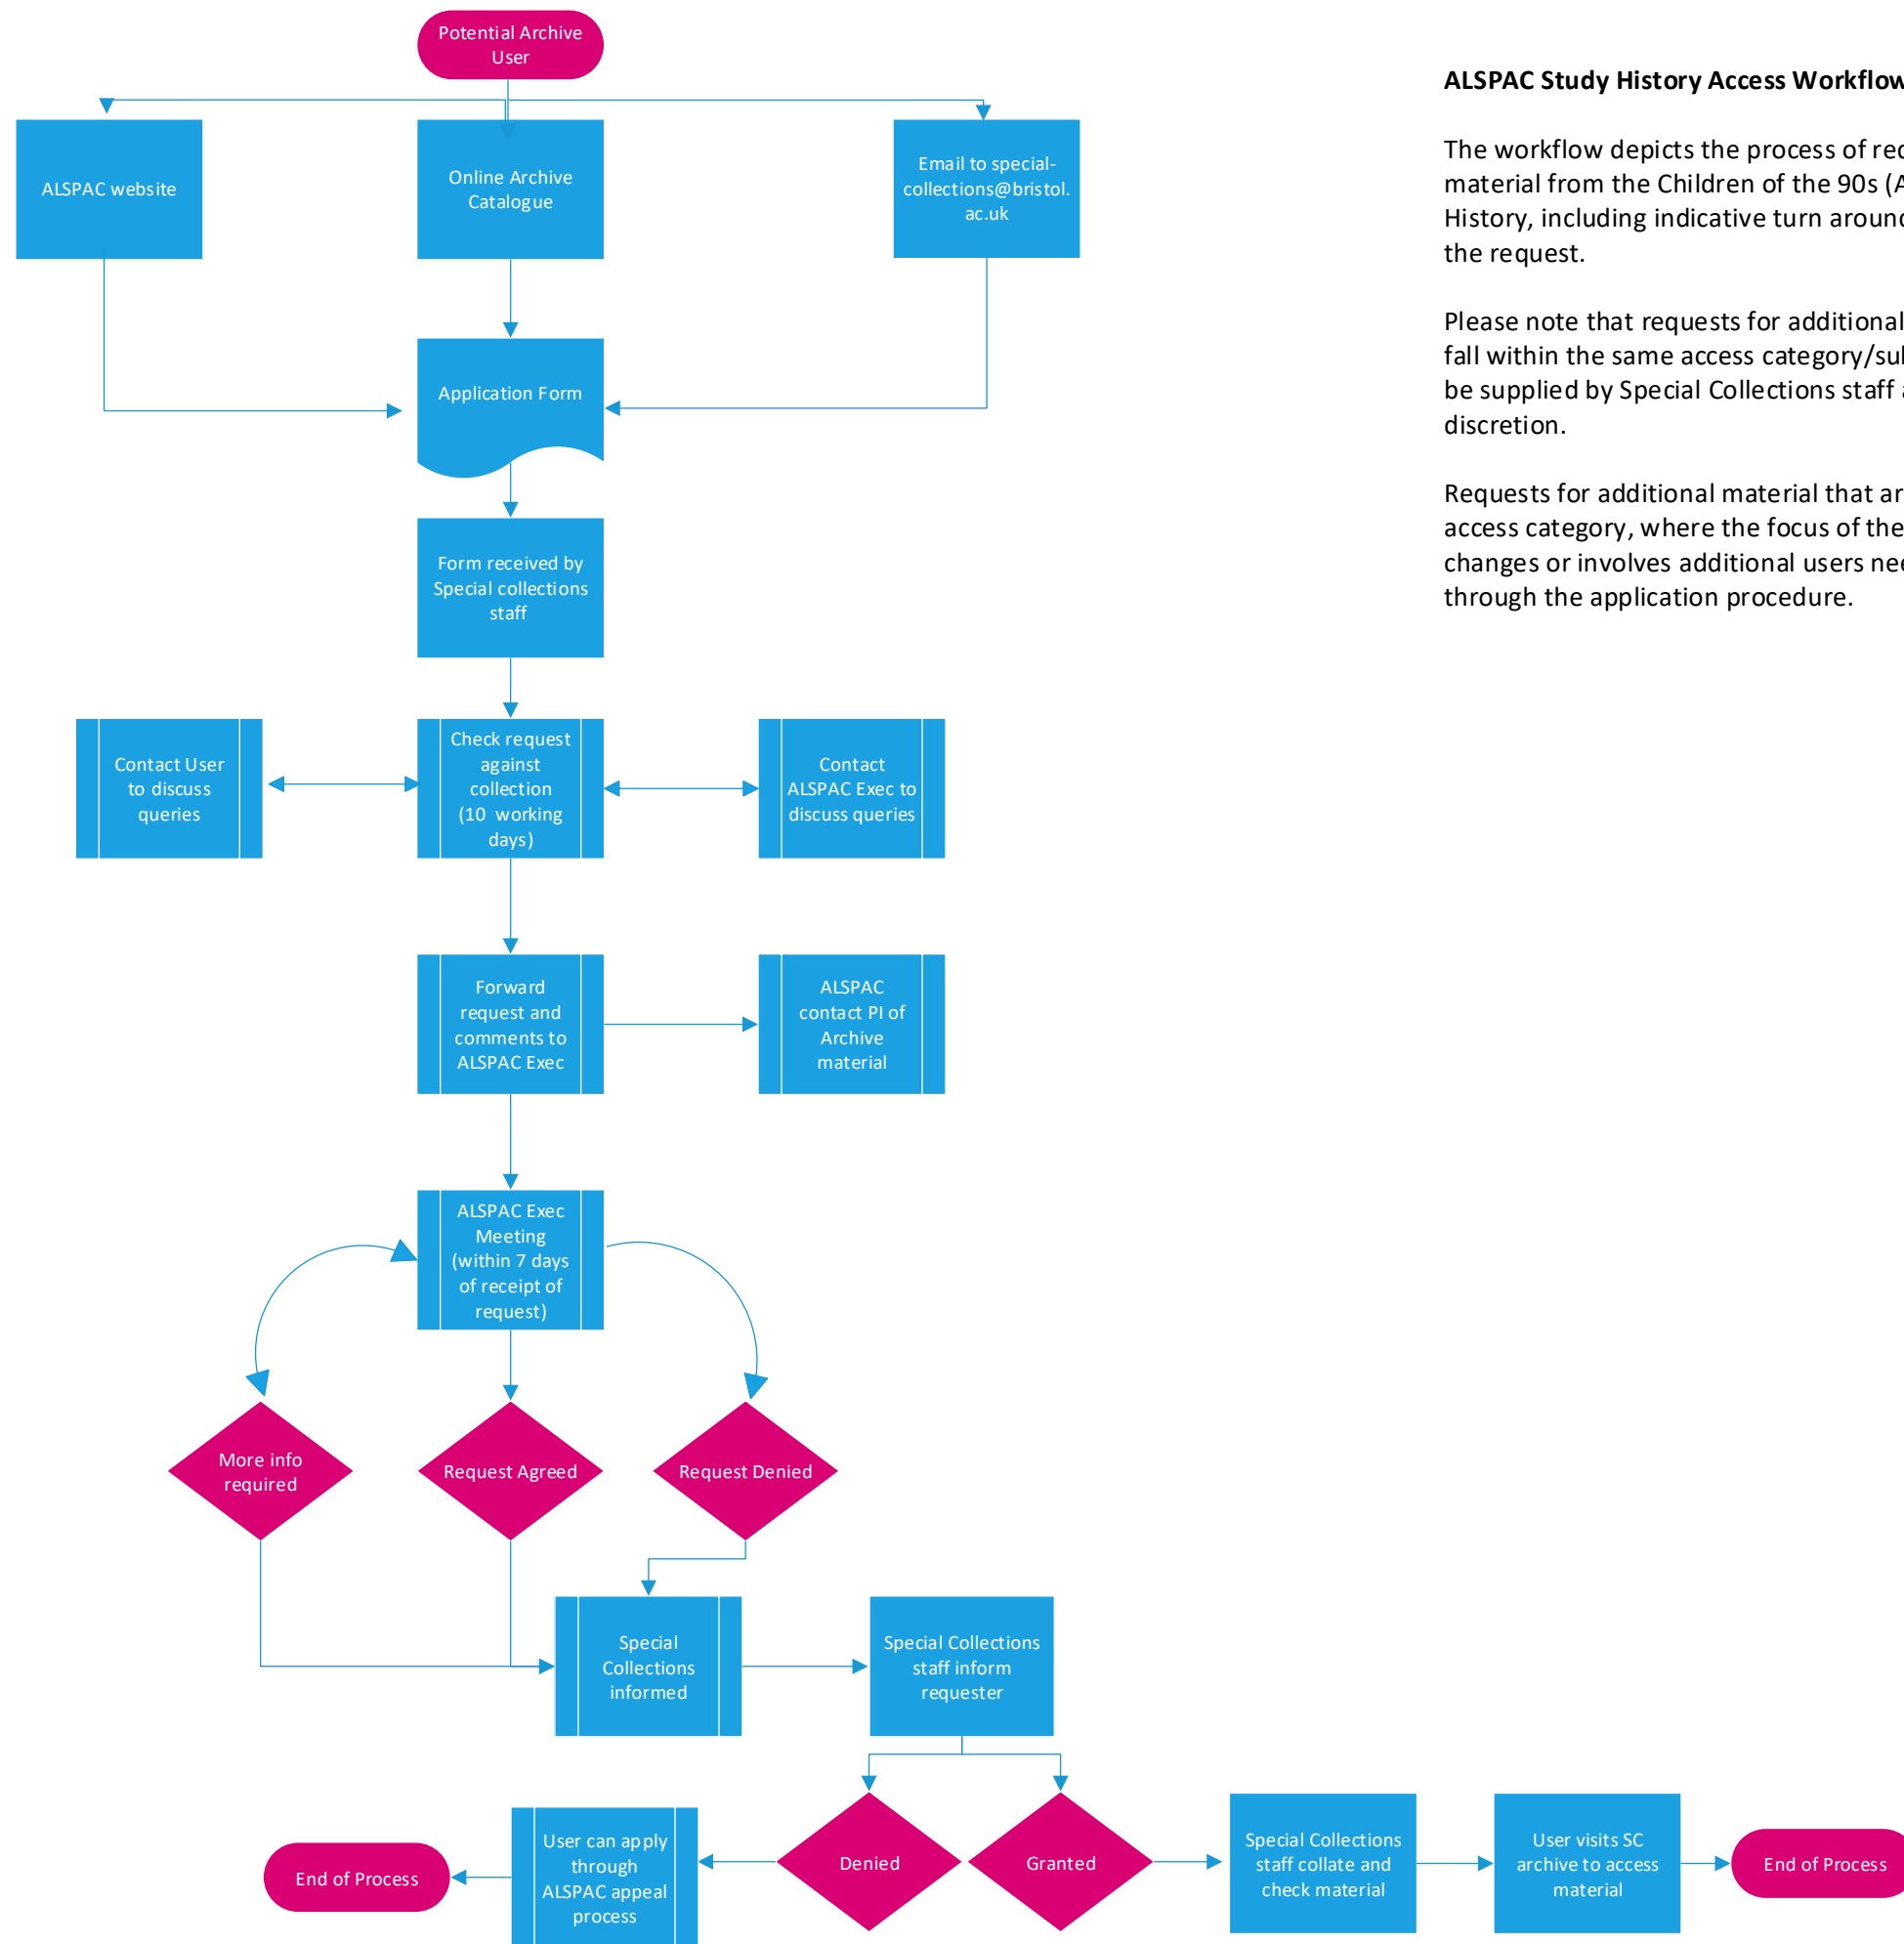 Potential Archive
User
ALSPAC Study History Access Workflow
The workflow depicts the process of
material from the Children of the 90s
History, including indicative turn
the request.
Please note that requests for additional
fall within the same access
be supplied by Special Collections staff
discretion.
Requests for additional material that
access category, where the focus of the
changes or involves additional users
through the application procedure.
ALSPAC website
Online Archive
Catalogue
Email to special-
collections@bristol.
ac.uk
Application Form
Form received by
Special collections
staff
Contact User
to discuss
queries
Check request
against
collection
(10 working
days)
Contact
ALSPAC Exec to
discuss queries
Forward
request and
comments to
ALSPAC Exec
ALSPAC
contact PI of
Archive
material
ALSPAC Exec
Meeting
(within 7 days
of receipt of
request)
More info
required
Request Agreed
Request Denied
Special
Collections
informed
Special Collections
staff inform
requester
End of Process
User can apply
through
ALSPAC appeal
process
Denied
Granted
Special Collections
staff collate and
check material
User visits SC
archive to access
material
End of Process